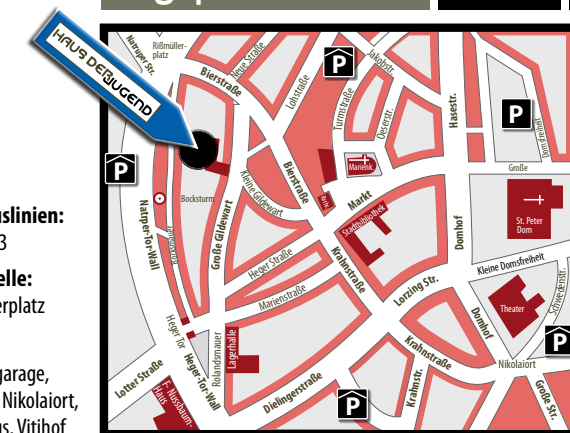 HAUS DER JUGEND
Natruper Str.
Rißmüller-
platz
Bierstraße
Neue Straße
Lohstraße
P
Jakobstr.
Turmstraße
Oeserstr.
Hasestr.
P
Domfreiheit
P
Marienk.
Große
Bocksturm
Kleine Gildewart
Bierstraße
Markt
Stadtbibliothek
St. Peter
Dom
uslinien:
3
Natruper-Tor-Wall
Große Gildewart
Domhof
elle:
erplatz
Heger Straße
Krahnstraße
Kleine Domsfreiheit
Lorzing Str.
Schwedenstr.
Marienstraße
Theater
Domhof
Heger Tor
Rolandsmauer
Lagerhalle
Krahnstraße
P
Nikolaiort
garage,
Nikolaiort,
us, Vitihof
Lotter Straße
Heger-Tor-Wall
F.-Nussbaum-
Haus
Dielingerstraße
P
Krahnstr.
Große Str.